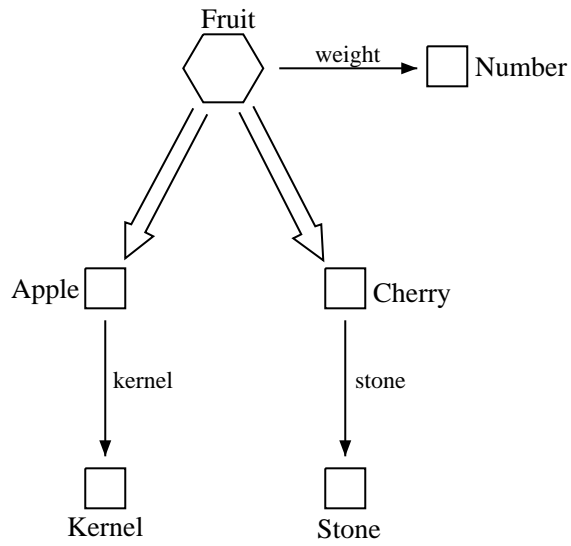 Fruit
weight
Number
Apple
Cherry
kernel
stone
Kernel
Stone